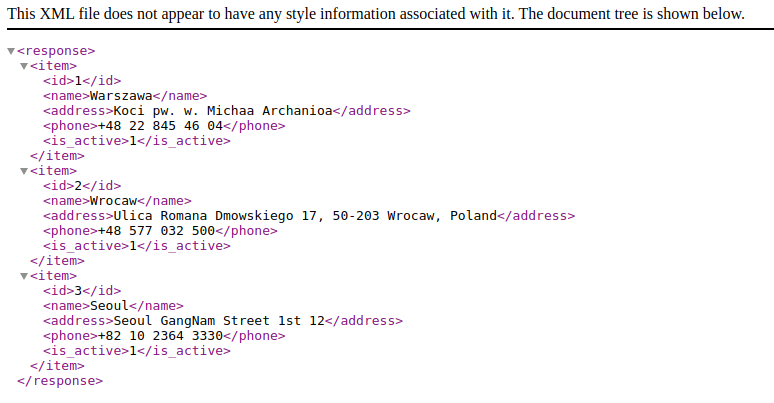 This XML file does not appear to have any style information associated with it. The document tree is shown below.
<response>
<item>
<id>1</id>
<name>Warszawa</name>
<address>Koci pw. w. Michaa Archanioa</address>
<phone>+48 22 845 46 04</phone>
<is_active>1</is_active>
</item>
<item>
<id>2</id>
<name>Wrocaw</name>
<address>Ulica Romana Dmowskiego 17, 50-203 Wrocaw, Poland</address>
<phone>+48 577 032 500</phone>
<is_active>1</is_active>
</item>
<item>
<id>3</id>
<name>Seoul</name>
<address>Seoul GangNam Street 1st 12</address>
<phone>+82 10 2364 3330</phone>
<is_active>1</is_active>
</item>
</response>